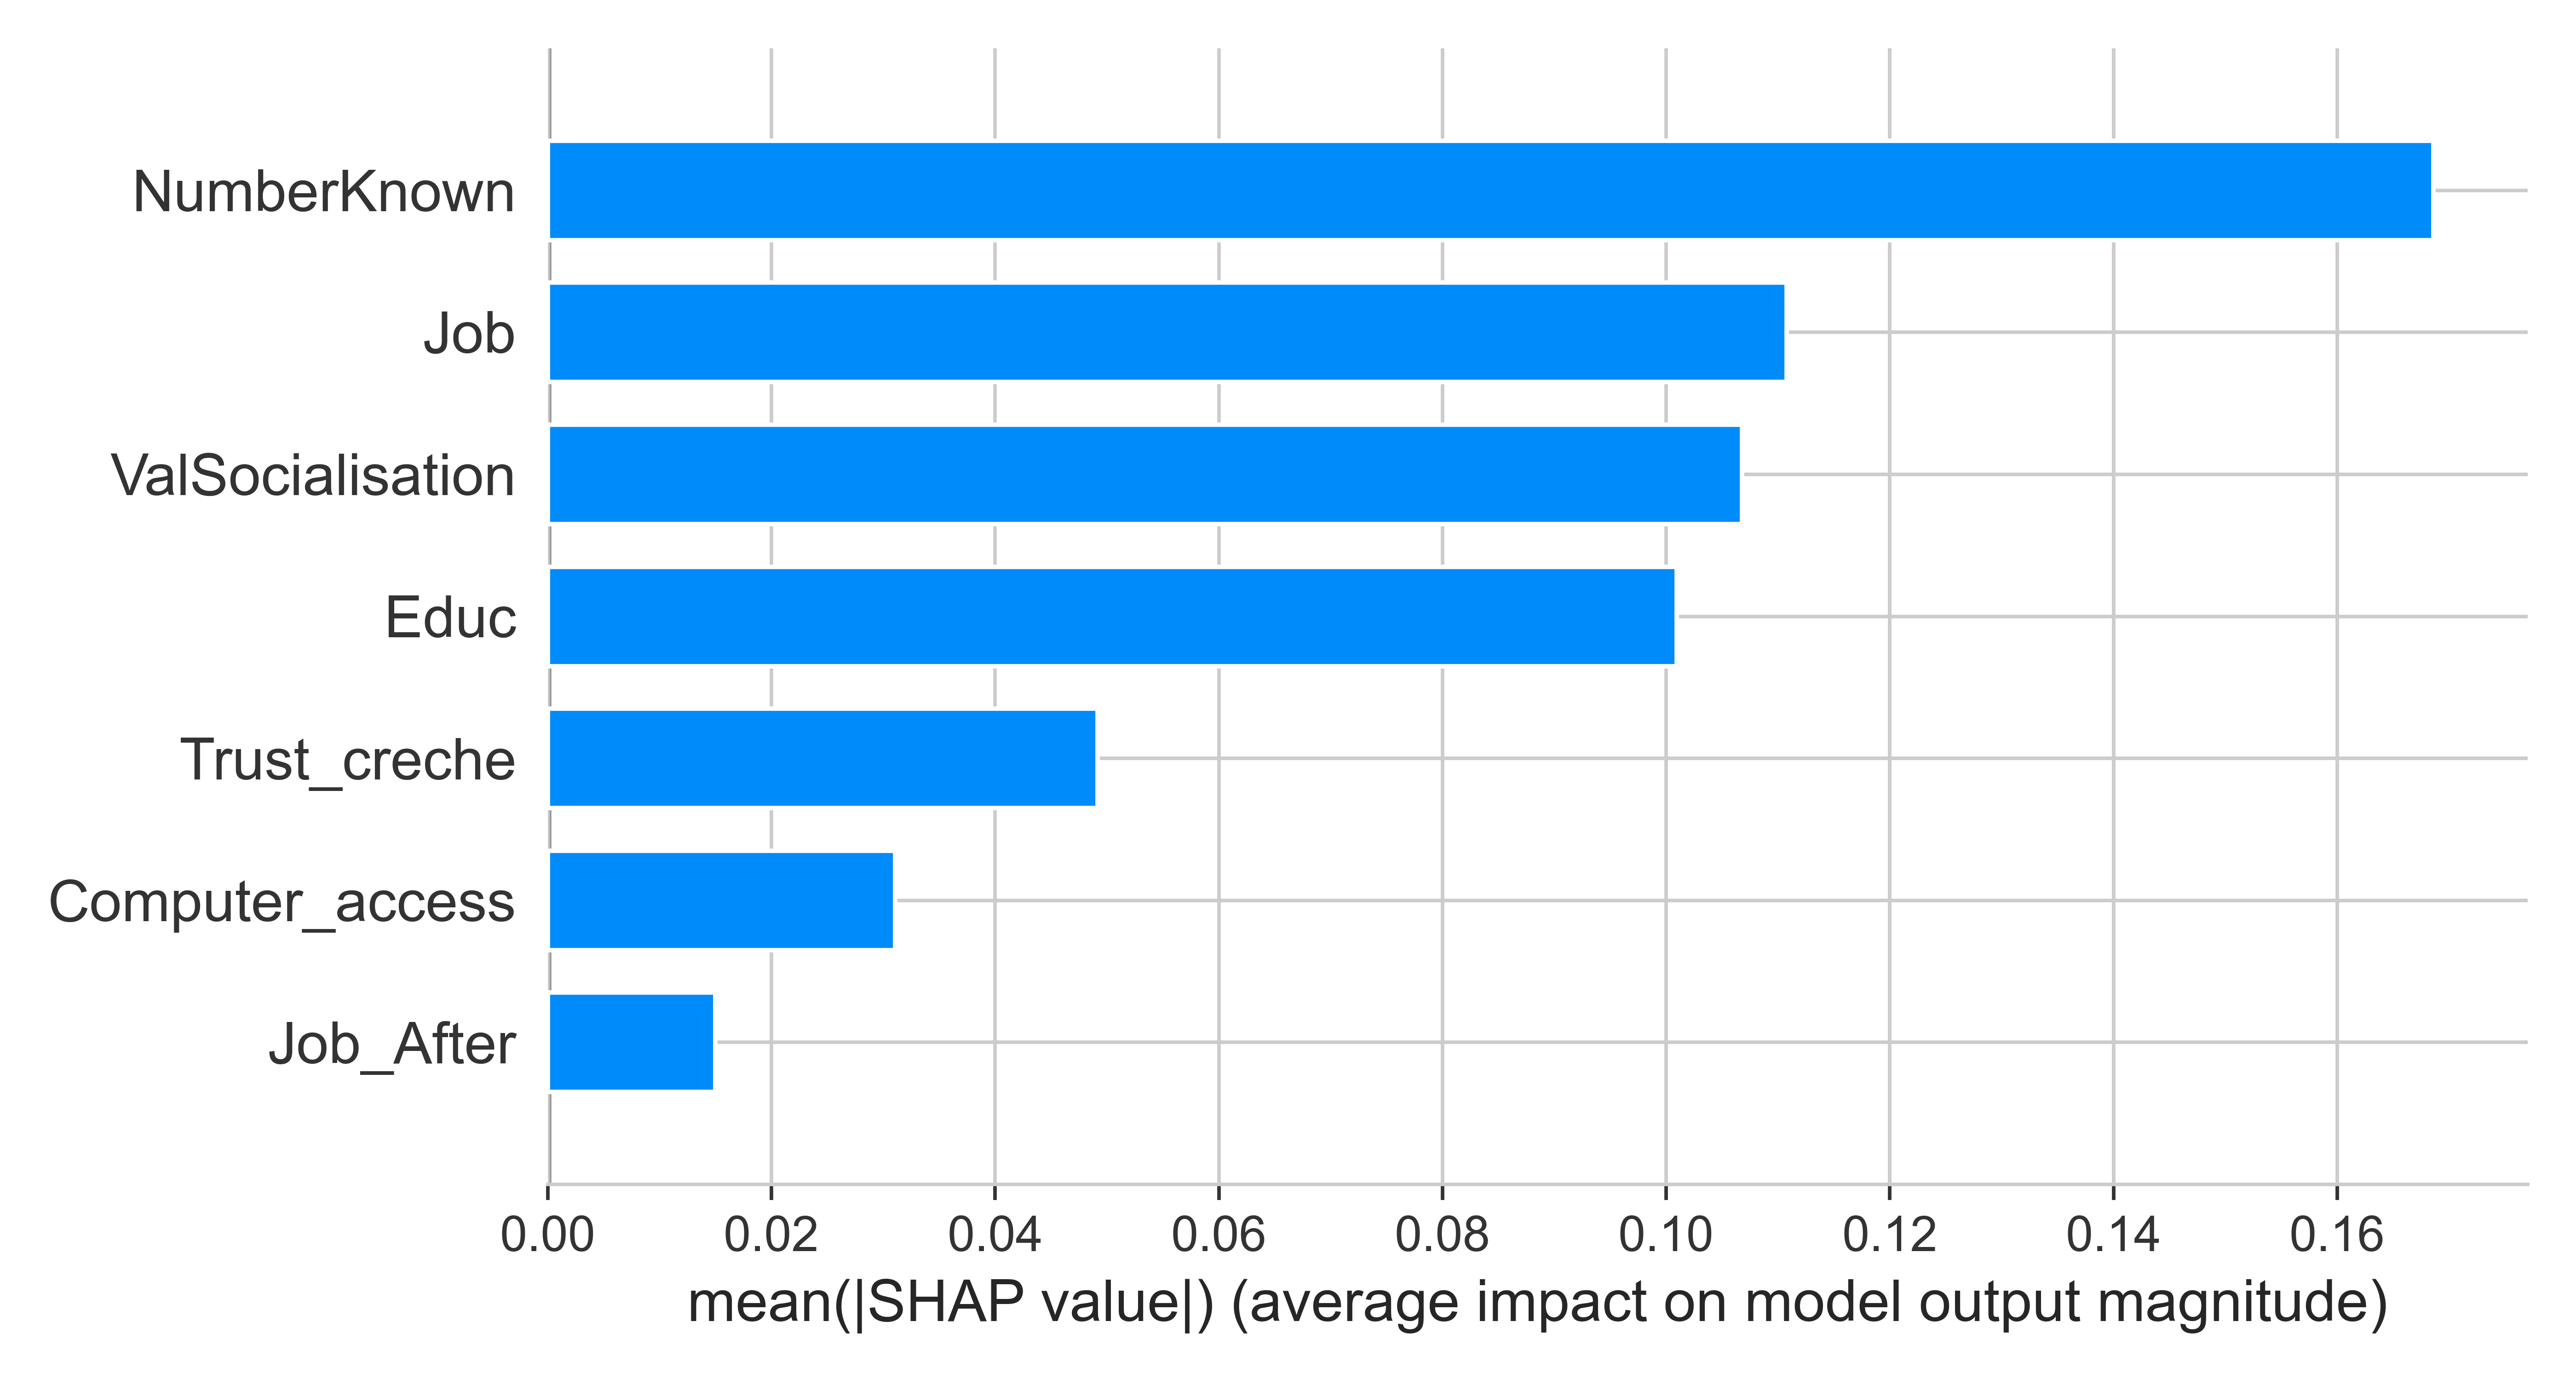 NumberKnown
Job
ValSocialisation
Educ
Trust_creche
Computer_access
Job_After
0.00 0.02 0.04 0.06 0.08 0.10 0.12 0.14 0.16
mean(|SHAP value|) (average impact on model output magnitude)